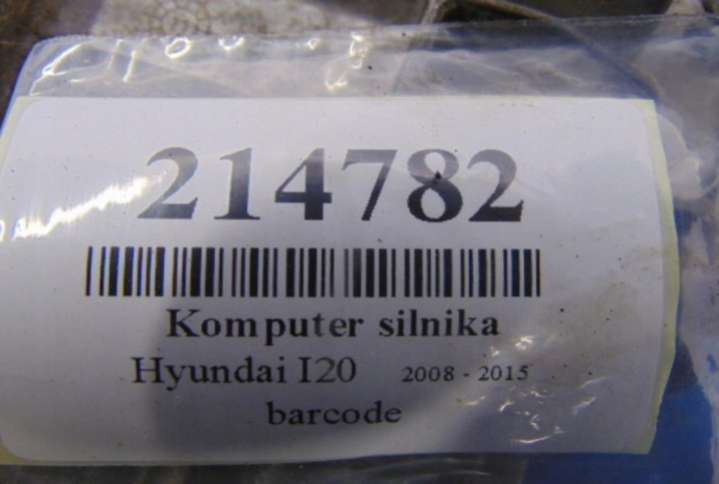 214782
Komputer silnika
Hyundai I20 2008 - 2015
barcode